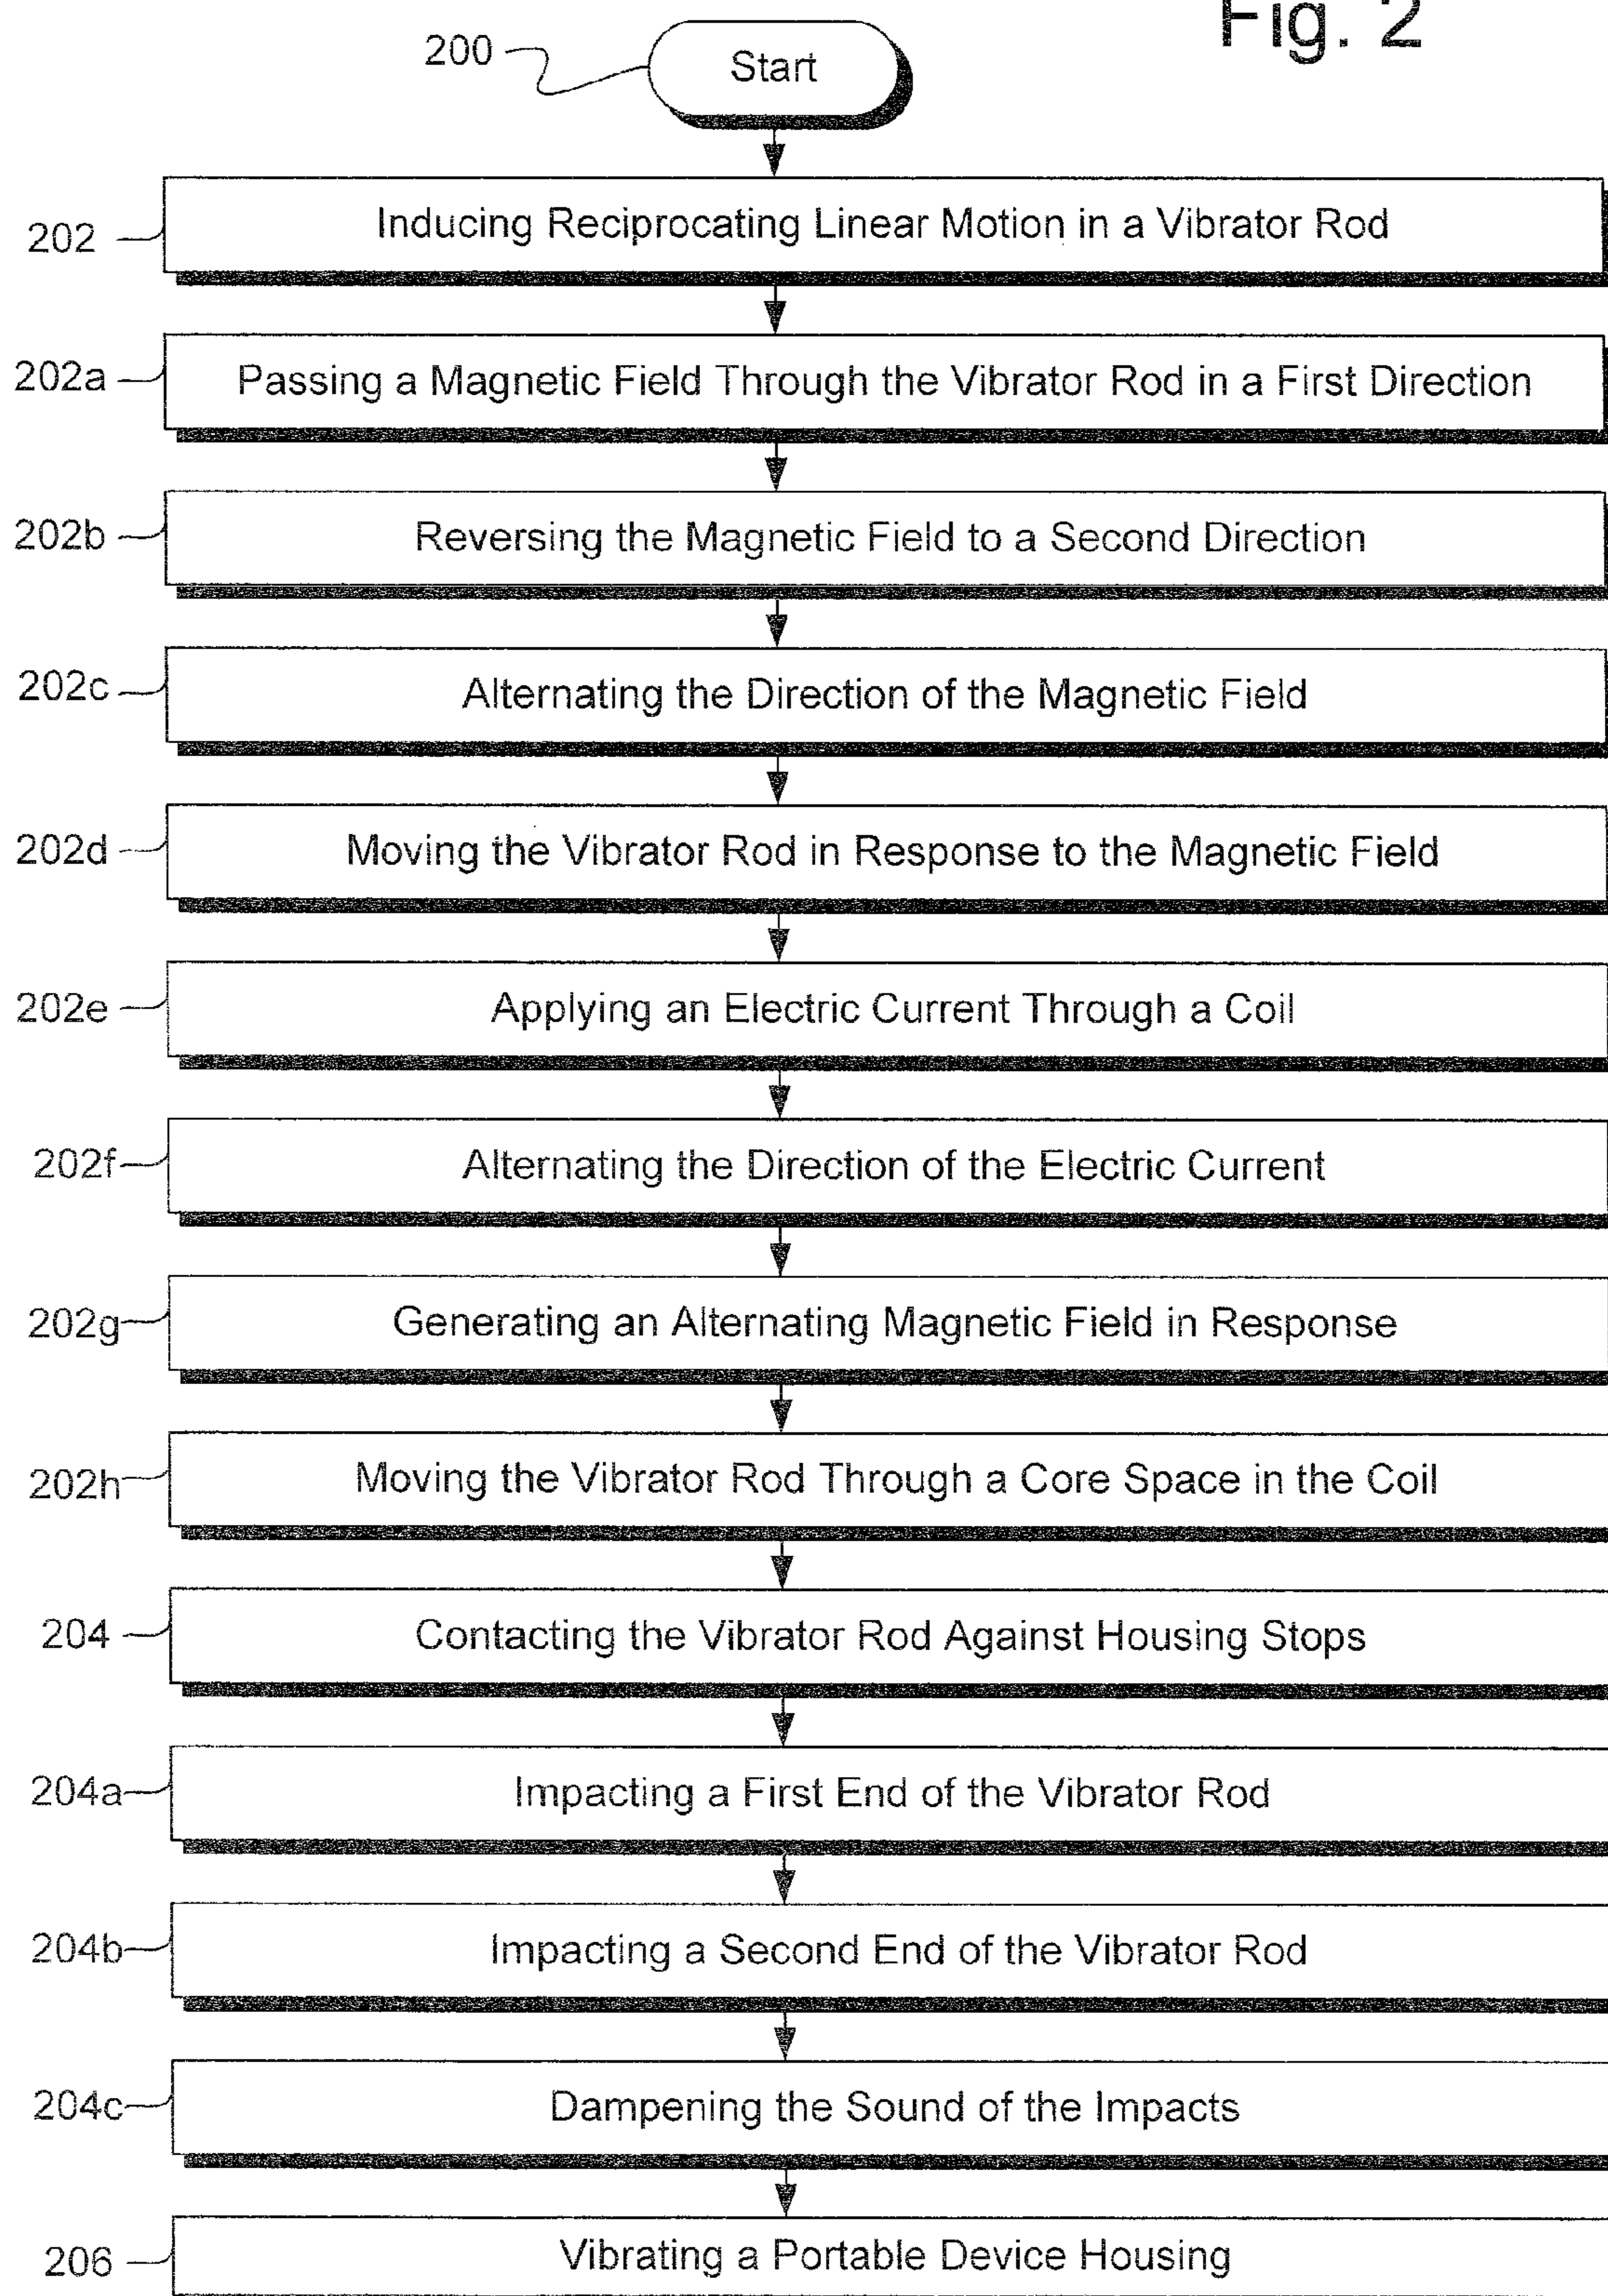 Fig. 2
200 Start
202 Inducing Reciprocating Linear Motion in a Vibrator Rod
202a Passing a Magnetic Field Through the Vibrator Rod in a First Direction
202b Reversing the Magnetic Field to a Second Direction
202c Alternating the Direction of the Magnetic Field
202d Moving the Vibrator Rod in Response to the Magnetic Field
202e Applying an Electric Current Through a Coil
202f Alternating the Direction of the Electric Current
202g Generating an Alternating Magnetic Field in Response
202h Moving the Vibrator Rod Through a Core Space in the Coil
204 Contacting the Vibrator Rod Against Housing Stops
204a Impacting a First End of the Vibrator Rod
204b Impacting a Second End of the Vibrator Rod
204c Dampening the Sound of the Impacts
206 Vibrating a Portable Device Housing